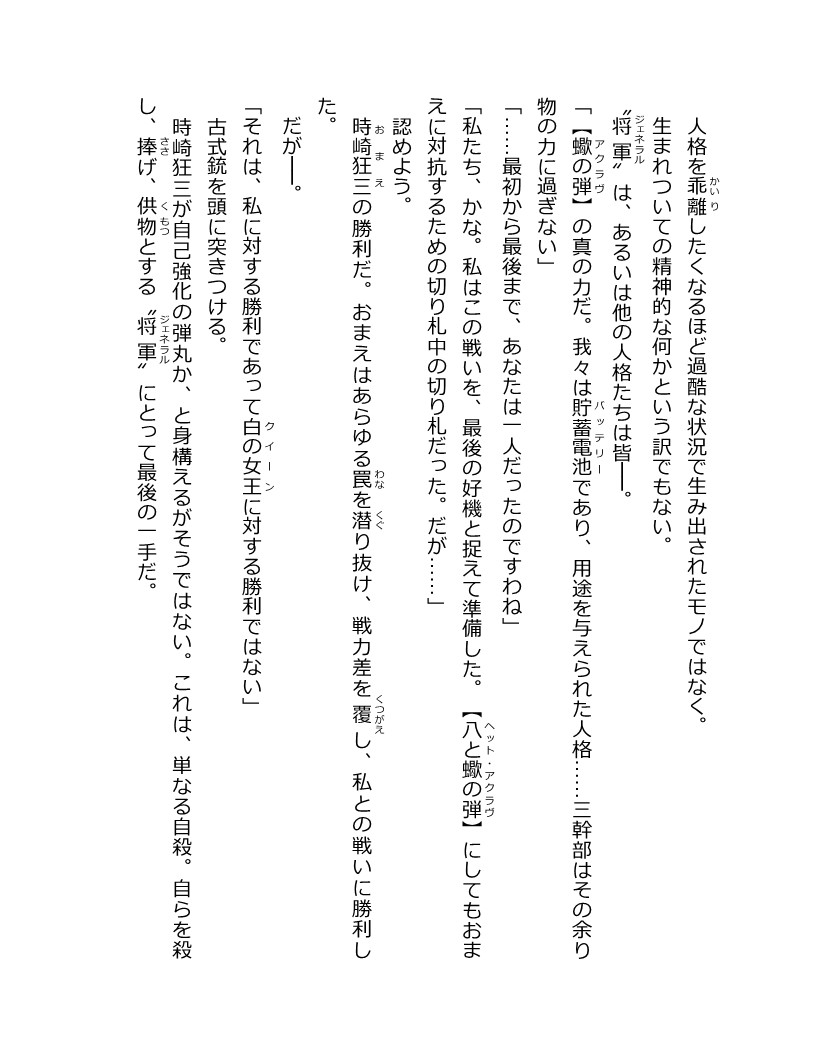 人格を乖離したくなるほど過酷な状況で生み出されたモノではなく。
生まれついての精神的な何かという訳でもない。
〝将軍〟は、あるいは他の人格たちは皆――。
「【蠍の弾】の真の力だ。我々は貯蓄電池であり、用途を与えられた人格……三幹部はその余り
物の力に過ぎない」
「……最初から最後まで、あなたは一人だったのですわね」
「私たち、かな。私はこの戦いを、最後の好機と捉えて準備した。【八と蠍の弾】にしてもおま
えに対抗するための切り札中の切り札だった。だが……」
認めよう。
時崎狂三の勝利だ。おまえはあらゆる罠を潜り抜け、戦力差を覆し、私との戦いに勝利し
た。
だが――。
「それは、私に対する勝利であって白の女王に対する勝利ではない」
古式銃を頭に突きつける。
時崎狂三が自己強化の弾丸か、と身構えるがそうではない。これは、単なる自殺。自らを殺
し、捧げ、供物とする〝将軍〟にとって最後の一手だ。